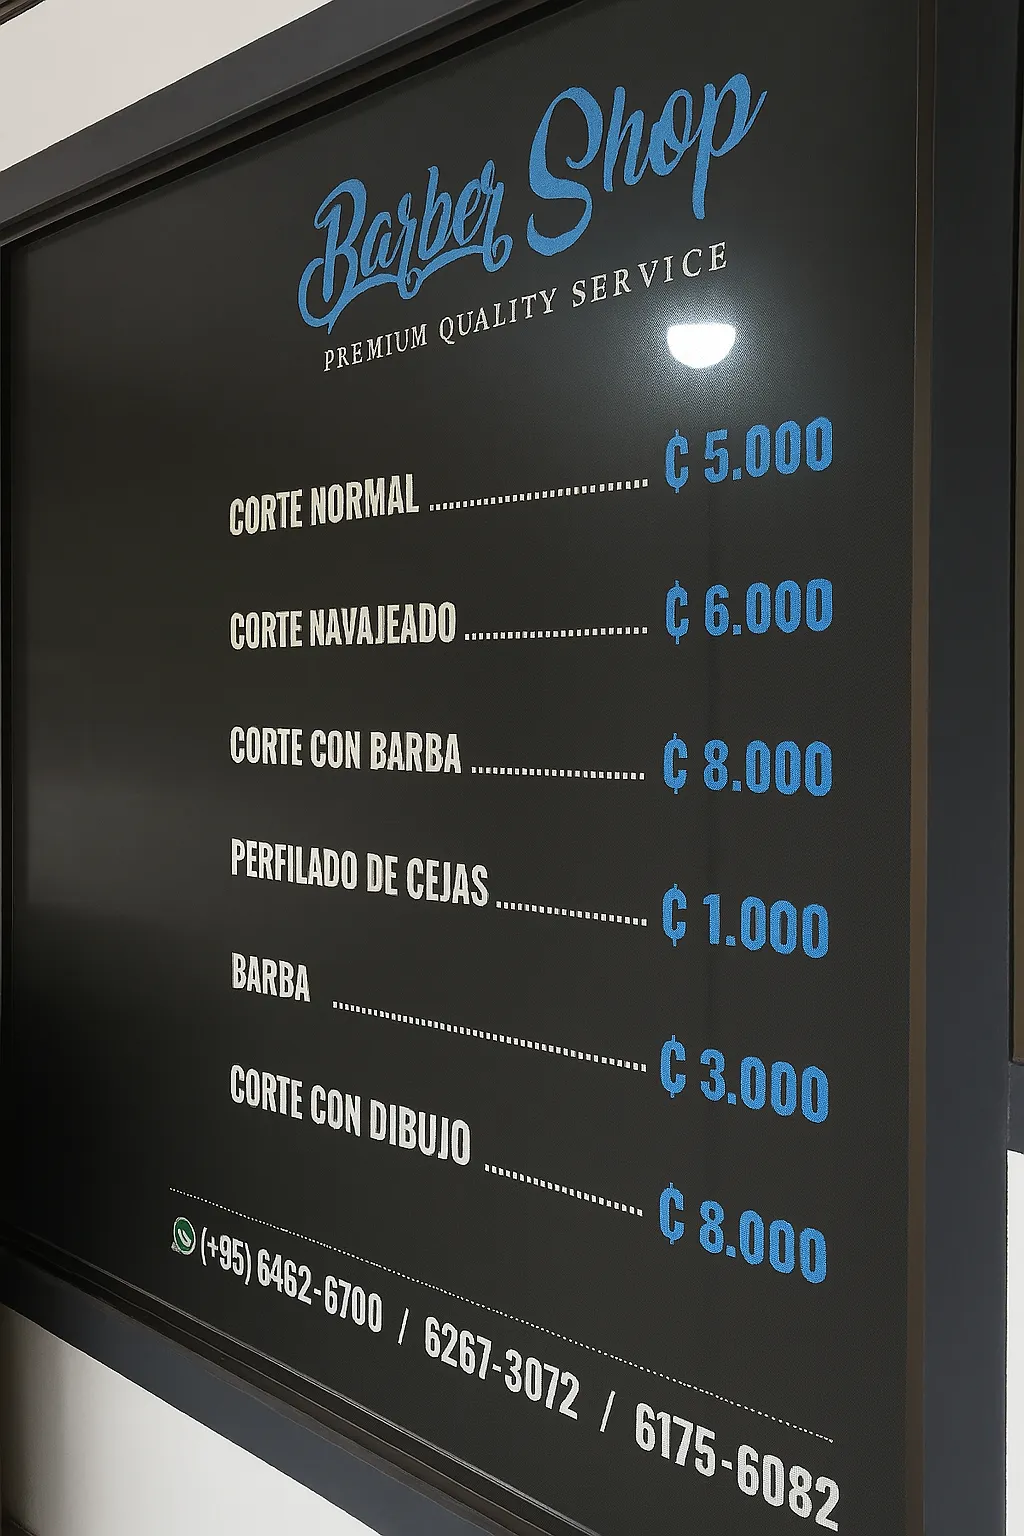 Barber Shop
PREMIUM QUALITY SERVICE
CORTE NORMAL ₵ 5.000
CORTE NAVAJEADO ₵ 6.000
CORTE CON BARBA ₵ 8.000
PERFILADO DE CEJAS ₵ 1.000
BARBA ₵ 3.000
CORTE CON DIBUJO ₵ 8.000
(+95) 6462-6700 / 6267-3072 / 6175-6082